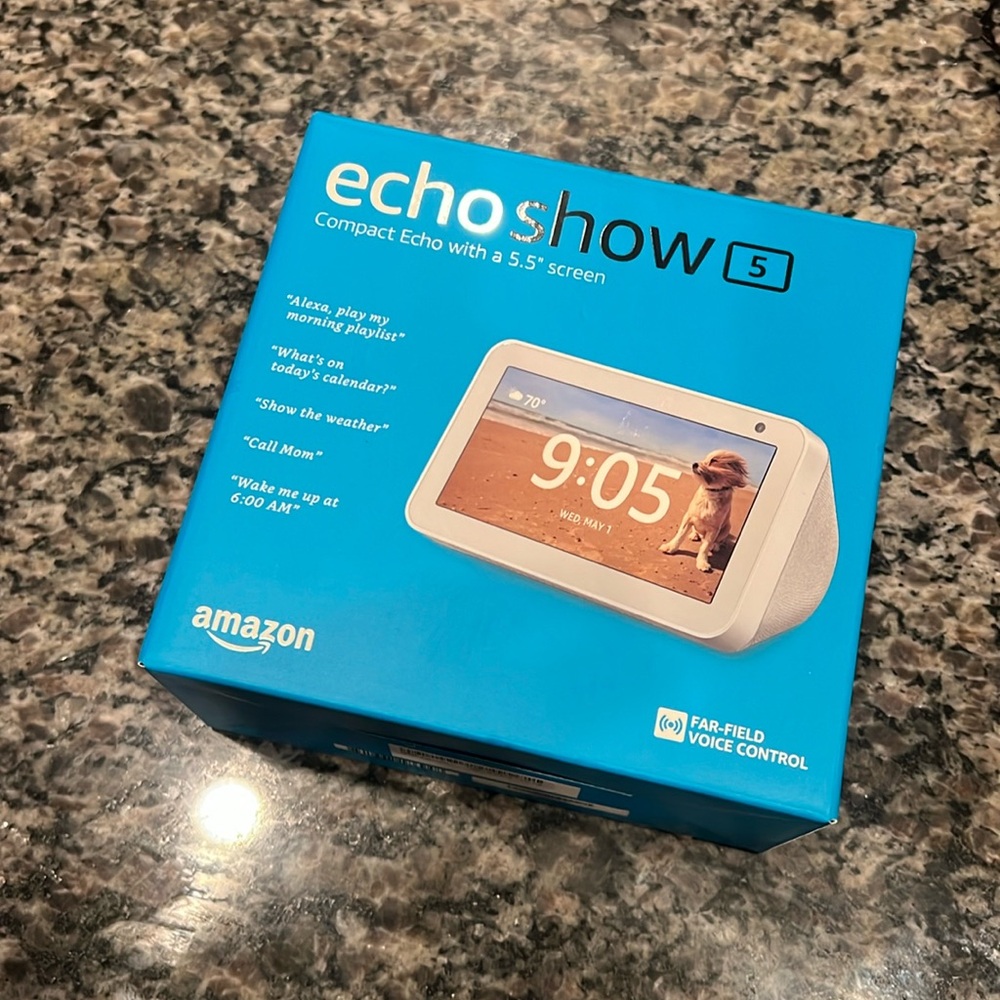 echo show 5
Compact Echo with a 5.5" screen
"Alexa, play my
morning playlist"
"What's on
today's calendar?"
"Show the weather"
"Call Mom"
"Wake me up at
6:00 AM"
70°
9:05
WED, MAY 1
amazon
FAR-FIELD
VOICE CONTROL